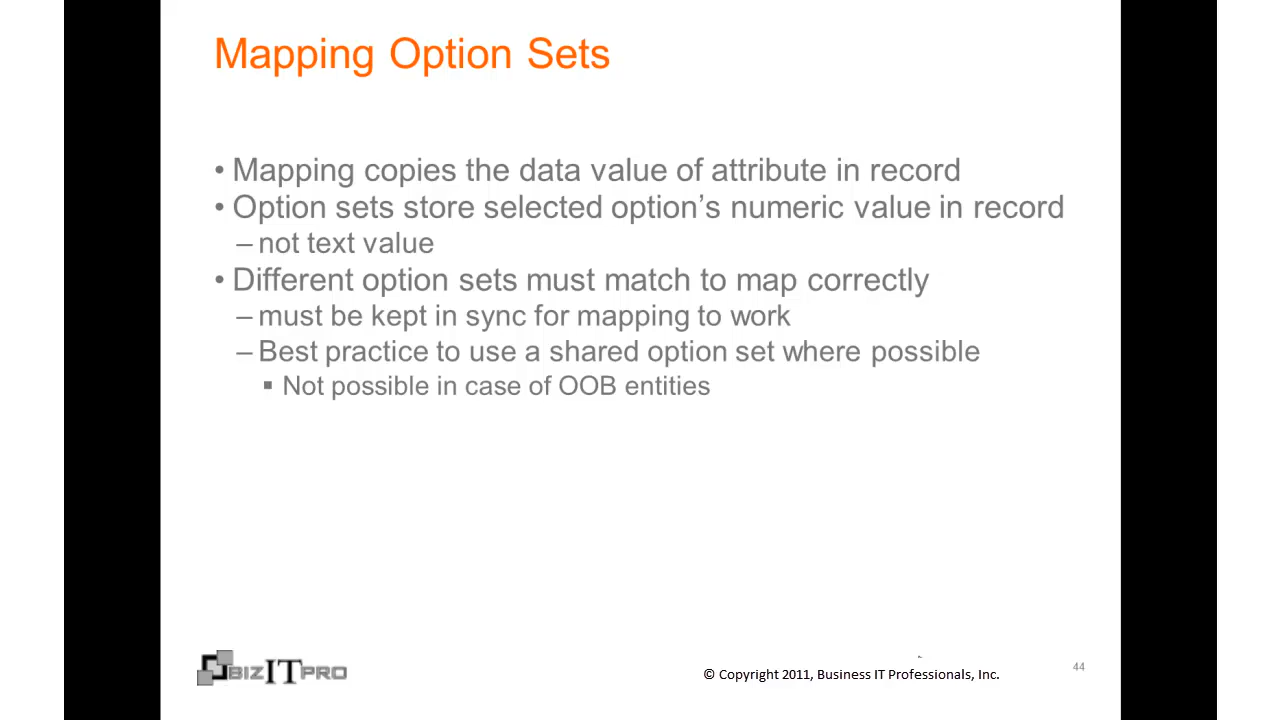 Mapping Option Sets
• Mapping copies the data value of attribute in record
• Option sets store selected option’s numeric value in record
– not text value
• Different option sets must match to map correctly
– must be kept in sync for mapping to work
– Best practice to use a shared option set where possible
▪ Not possible in case of OOB entities
BIZITPRO
© Copyright 2011, Business IT Professionals, Inc.
44